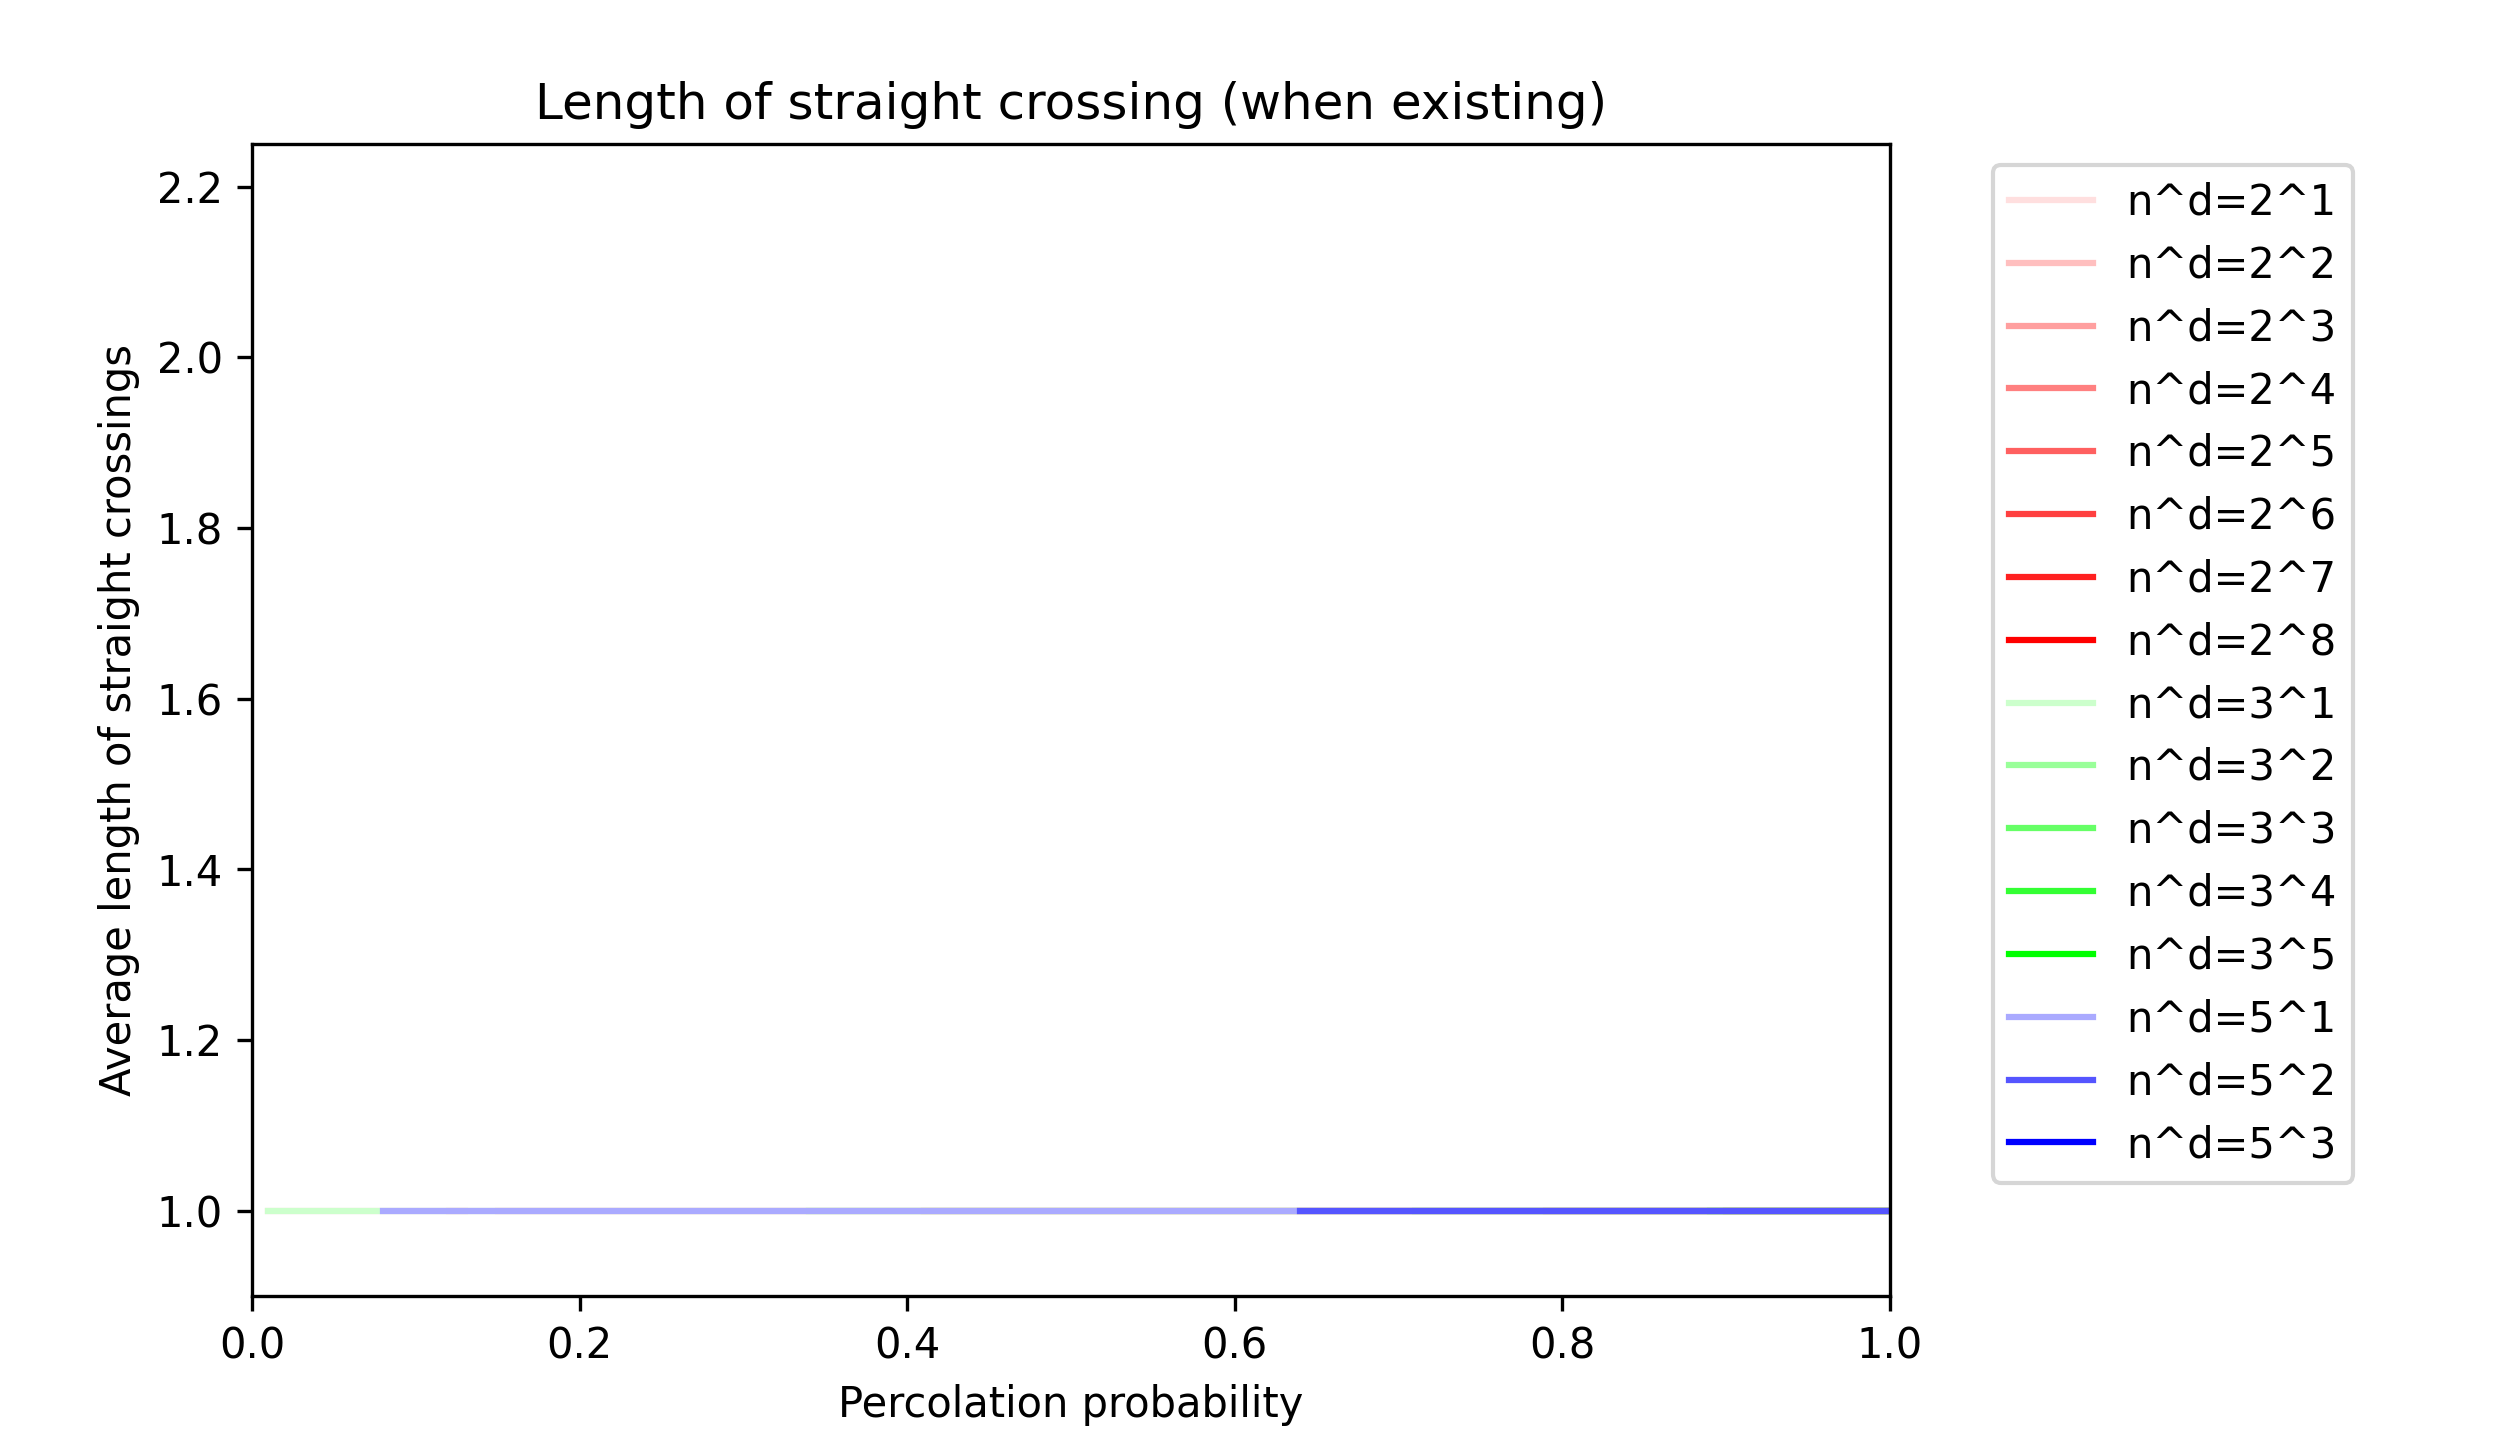 Length of straight crossing (when existing)
Average length of straight crossings
2.2
2.0
1.8
1.6
1.4
1.2
1.0
0.0
0.2
0.4
0.6
0.8
1.0
Percolation probability
n^d=2^1
n^d=2^2
n^d=2^3
n^d=2^4
n^d=2^5
n^d=2^6
n^d=2^7
n^d=2^8
n^d=3^1
n^d=3^2
n^d=3^3
n^d=3^4
n^d=3^5
n^d=5^1
n^d=5^2
n^d=5^3